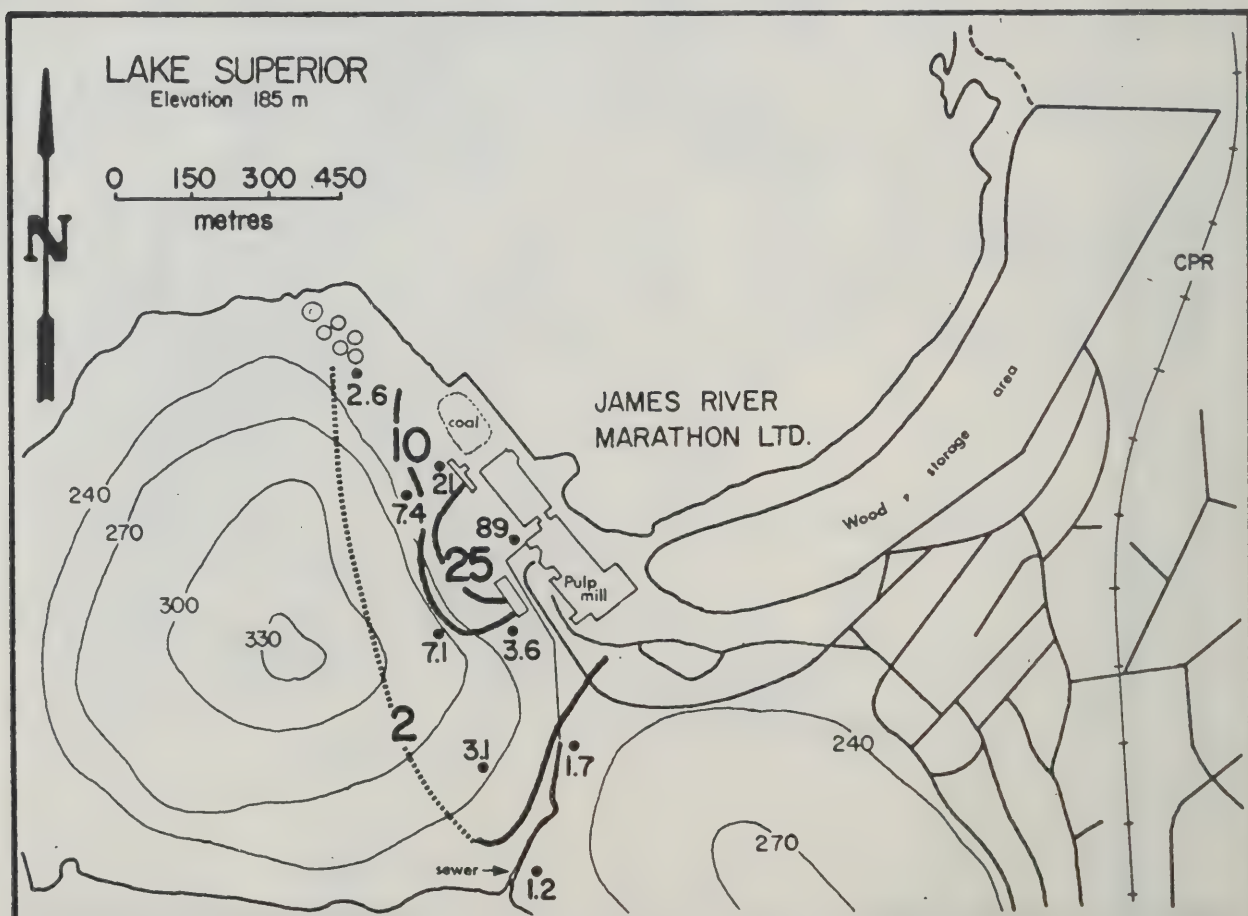 LAKE SUPERIOR
Elevation 185 m
0 150 300 450
metres
N
CPR
JAMES RIVER
MARATHON LTD.
Wood storage area
2.6
coal
10
21
7.4
89
25
Pulp
mill
240
270
300
330
7.1
3.6
2
3.1
1.7
240
270
sewer
1.2